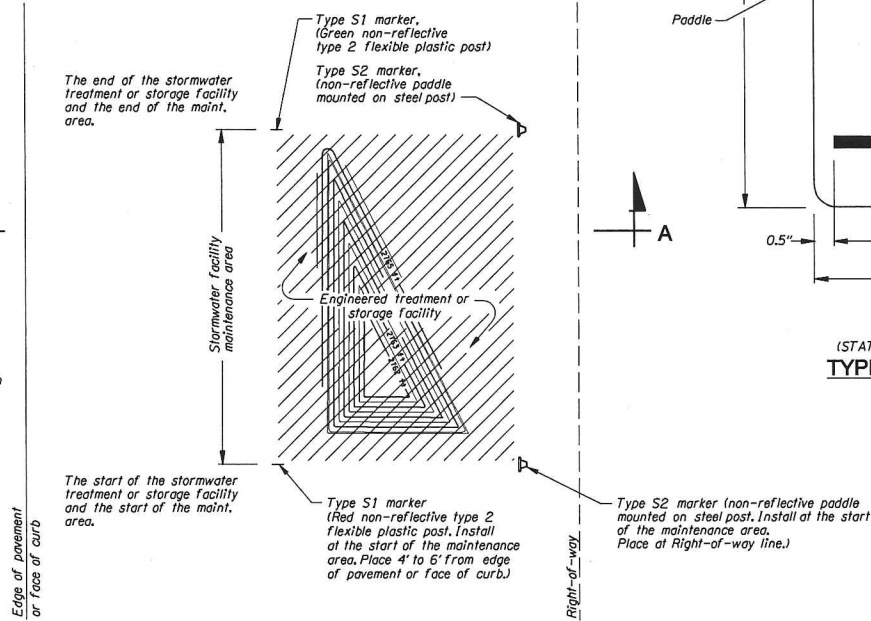 Type S1 marker,
(Green non-reflective
type 2 flexible plastic post)
Type S2 marker,
(non-reflective paddle
mounted on steel post)
Paddle
The end of the stormwater
treatment or storage facility
and the end of the maint.
area.
Stormwater facility
maintenance area
A
0.5"
2765
Engineered treatment or
storage facility
2763
2762
(STAT
TYPE
The start of the stormwater
treatment or storage facility
and the start of the maint.
area.
Type S1 marker
(Red non-reflective type 2
flexible plastic post. Install
at the start of the maintenance
area. Place 4' to 6' from edge
of pavement or face of curb.)
Type S2 marker (non-reflective paddle
mounted on steel post. Install at the start
of the maintenance area.
Place at Right-of-way line.)
Edge of pavement
or face of curb
Right-of-way